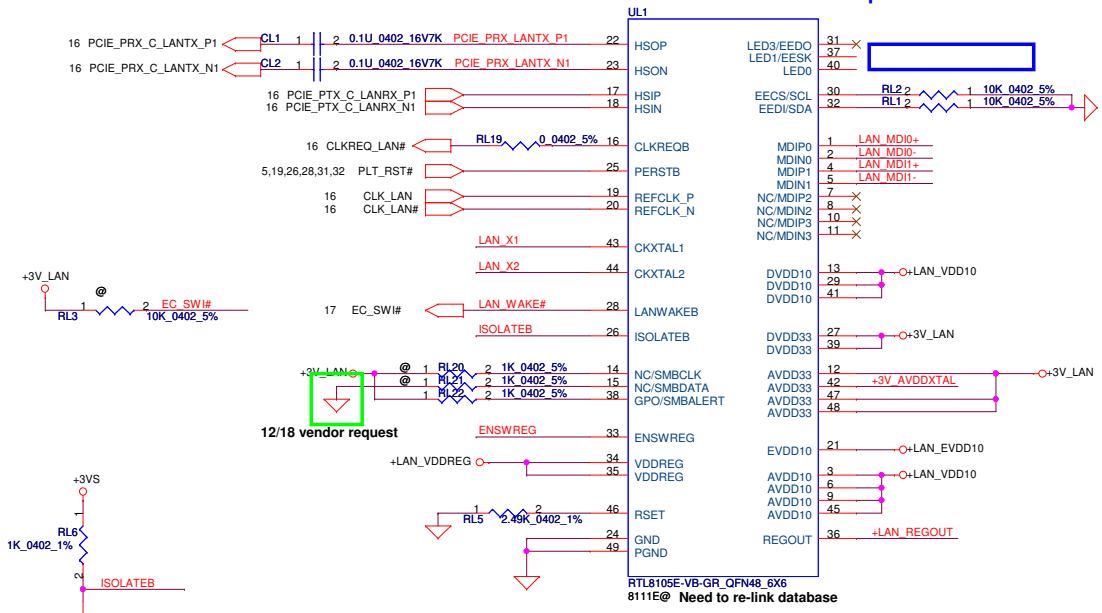 UL1
16 PCIE_PRX_C_LANTX_P1 CL1 1 2 0.1U_0402_16V7K PCIE_PRX_LANTX_P1 22 HSOP
16 PCIE_PRX_C_LANTX_N1 CL2 1 2 0.1U_0402_16V7K PCIE_PRX_LANTX_N1 23 HSON
16 PCIE_PTX_C_LANRX_P1 17 HSIP
16 PCIE_PTX_C_LANRX_N1 18 HSIN
16 CLKREQ_LAN# RL19 0_0402_5% 16 CLKREQB
5,19,26,28,31,32 PLT_RST# 25 PERSTB
16 CLK_LAN 19 REFCLK_P
16 CLK_LAN# 20 REFCLK_N
LAN_X1 43 CKXTAL1
LAN_X2 44 CKXTAL2
17 EC_SWI# LAN_WAKE# 28 LANWAKEB
ISOLATEB 26 ISOLATEB
+3V_LAN
@
RL3 1 2 EC_SWI#
10K_0402_5%
+3V_LAN @ 1 RL20 2 1K_0402_5% 14 NC/SMBCLK
@ 1 RL21 2 1K_0402_5% 15 NC/SMBDATA
1 RL22 2 1K_0402_5% 38 GPO/SMBALERT
12/18 vendor request
ENSWREG 33 ENSWREG
+LAN_VDDREG 34 VDDREG
35 VDDREG
1 RL5 2 2.49K_0402_1% 46 RSET
24 GND
49 PGND
+3VS
1
RL6
1K_0402_1%
2
ISOLATEB
LED3/EEDO 31
LED1/EESK 37
LED0 40
EECS/SCL 30 RL2 2 1 10K_0402_5%
EEDI/SDA 32 RL1 2 1 10K_0402_5%
MDIP0 1 LAN_MDI0+
MDIN0 2 LAN_MDI0-
MDIP1 4 LAN_MDI1+
MDIN1 5 LAN_MDI1-
NC/MDIP2 7
NC/MDIN2 8
NC/MDIP3 10
NC/MDIN3 11
DVDD10 13 +LAN_VDD10
DVDD10 29
DVDD10 41
DVDD33 27 +3V_LAN
DVDD33 39
AVDD33 12 +3V_LAN
AVDD33 42 +3V_AVDDXTAL
AVDD33 47
AVDD33 48
EVDD10 21 +LAN_EVDD10
AVDD10 3 +LAN_VDD10
AVDD10 6
AVDD10 9
AVDD10 45
REGOUT 36 +LAN_REGOUT
RTL8105E-VB-GR_QFN48_6X6
8111E@ Need to re-link database